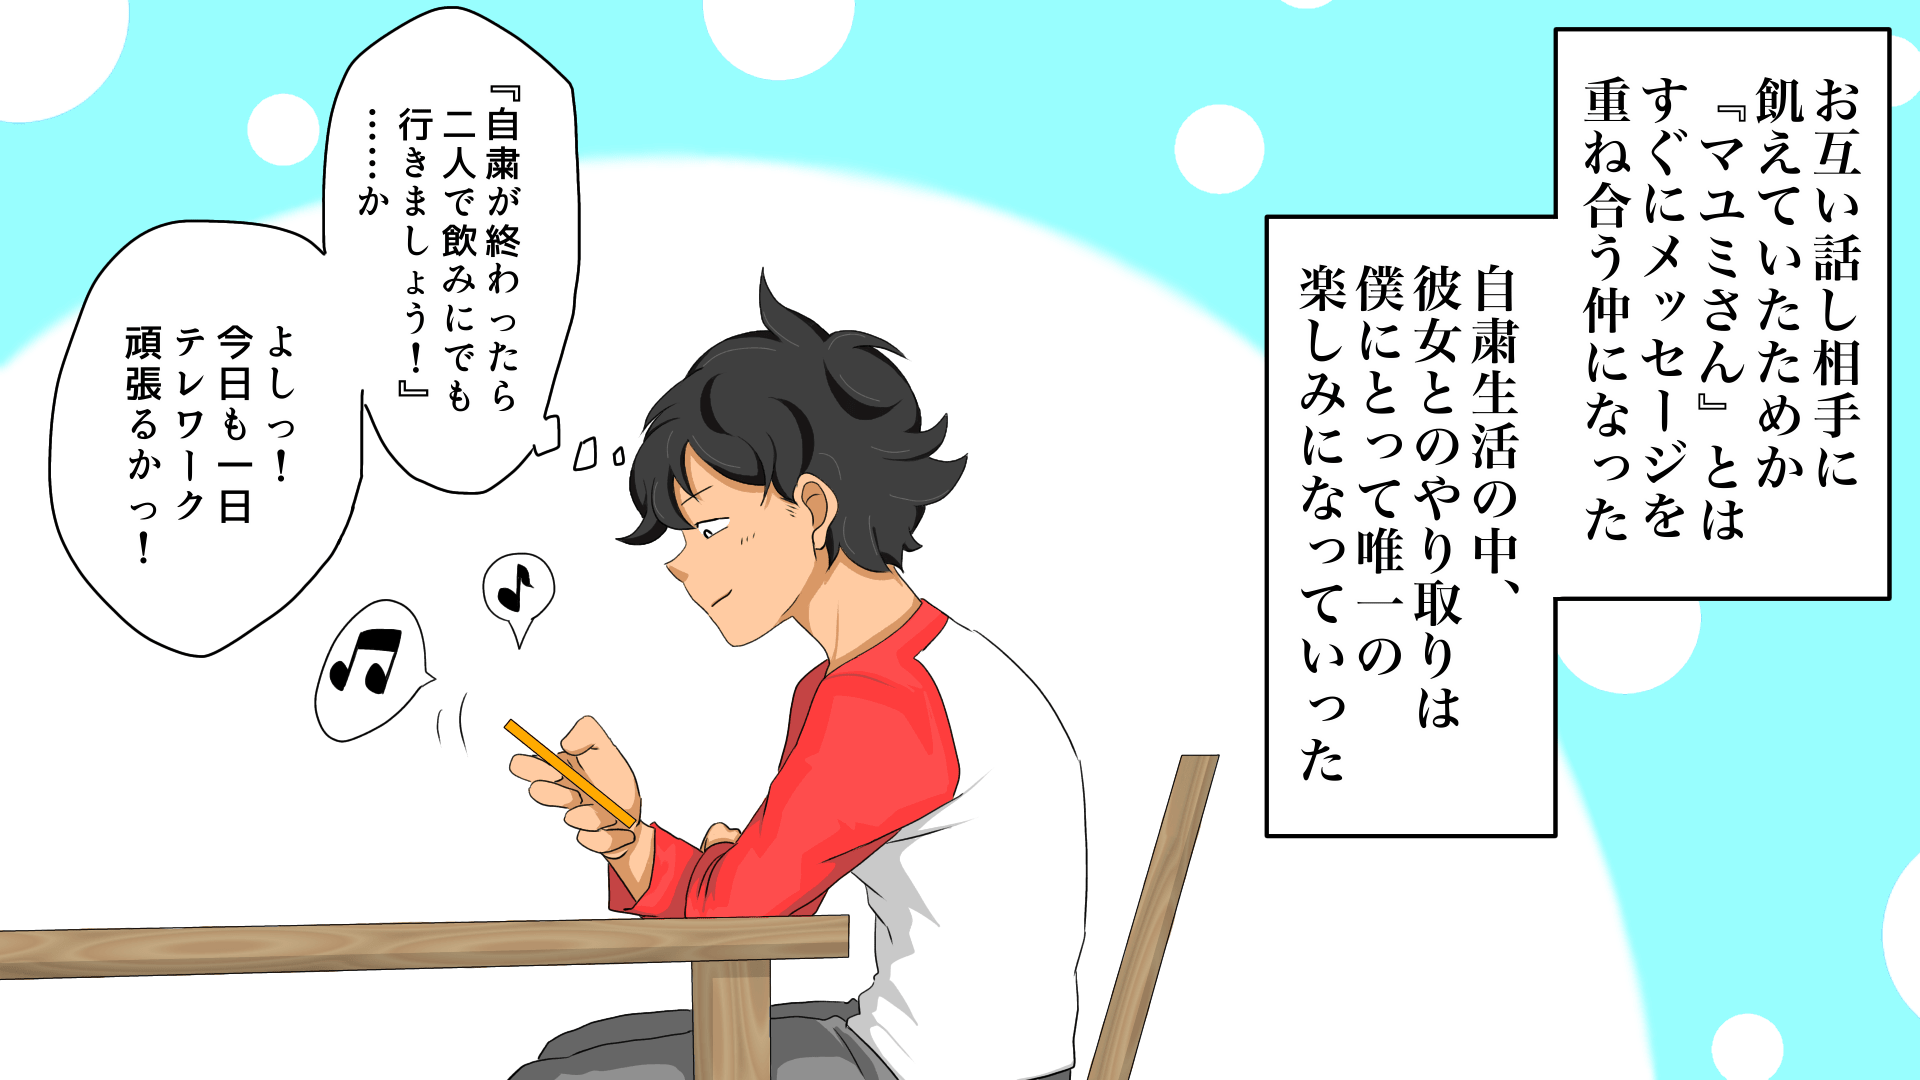 お互い話し相手に
飢えていたためか
『マユミさん』とは
すぐにメッセージを
重ね合う仲になった
自粛生活の中、
彼女とのやり取りは
僕にとって唯一の
楽しみになっていった
『自粛が終わったら
二人で飲みにでも
行きましょう！』
……か
よしっ！
今日も一日
テレワーク
頑張るかっ！